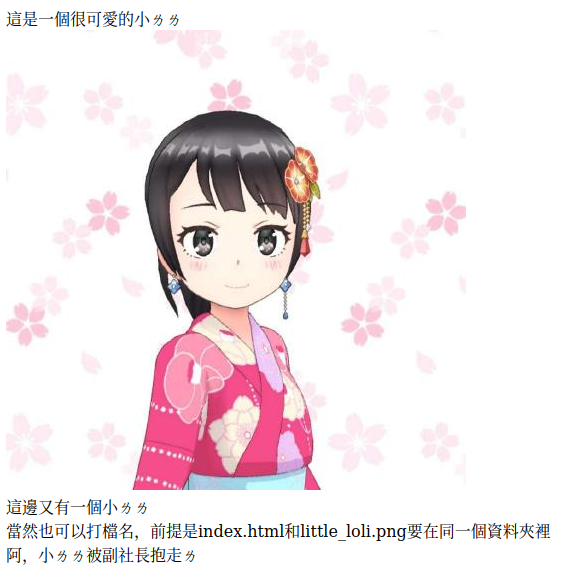 這是一個很可愛的小ㄌㄌ
這邊又有一個小ㄌㄌ
當然也可以打檔名，前提是index.html和little_loli.png要在同一個資料夾裡
阿，小ㄌㄌ被副社長抱走ㄌ